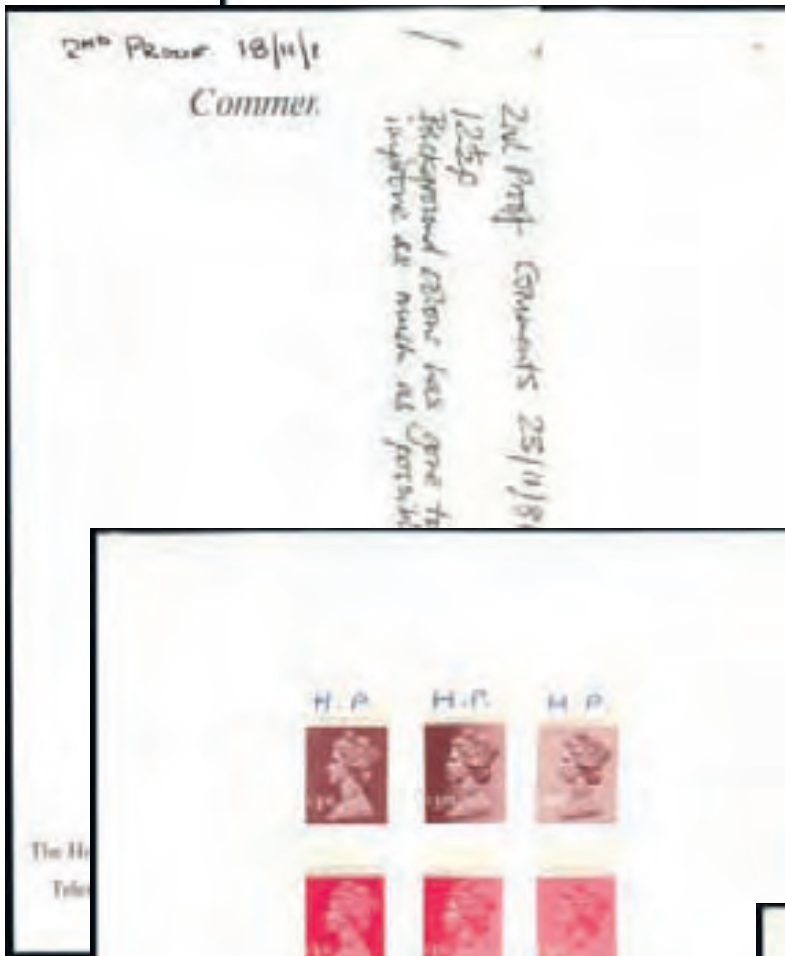 2ND PROOF 18/11/8
Commer.
2nd Proof Comments 25/11/8
12½p
Background colour has gone to
improve as much as possib
The H
Tele
H.P.
H.P.
H.P.